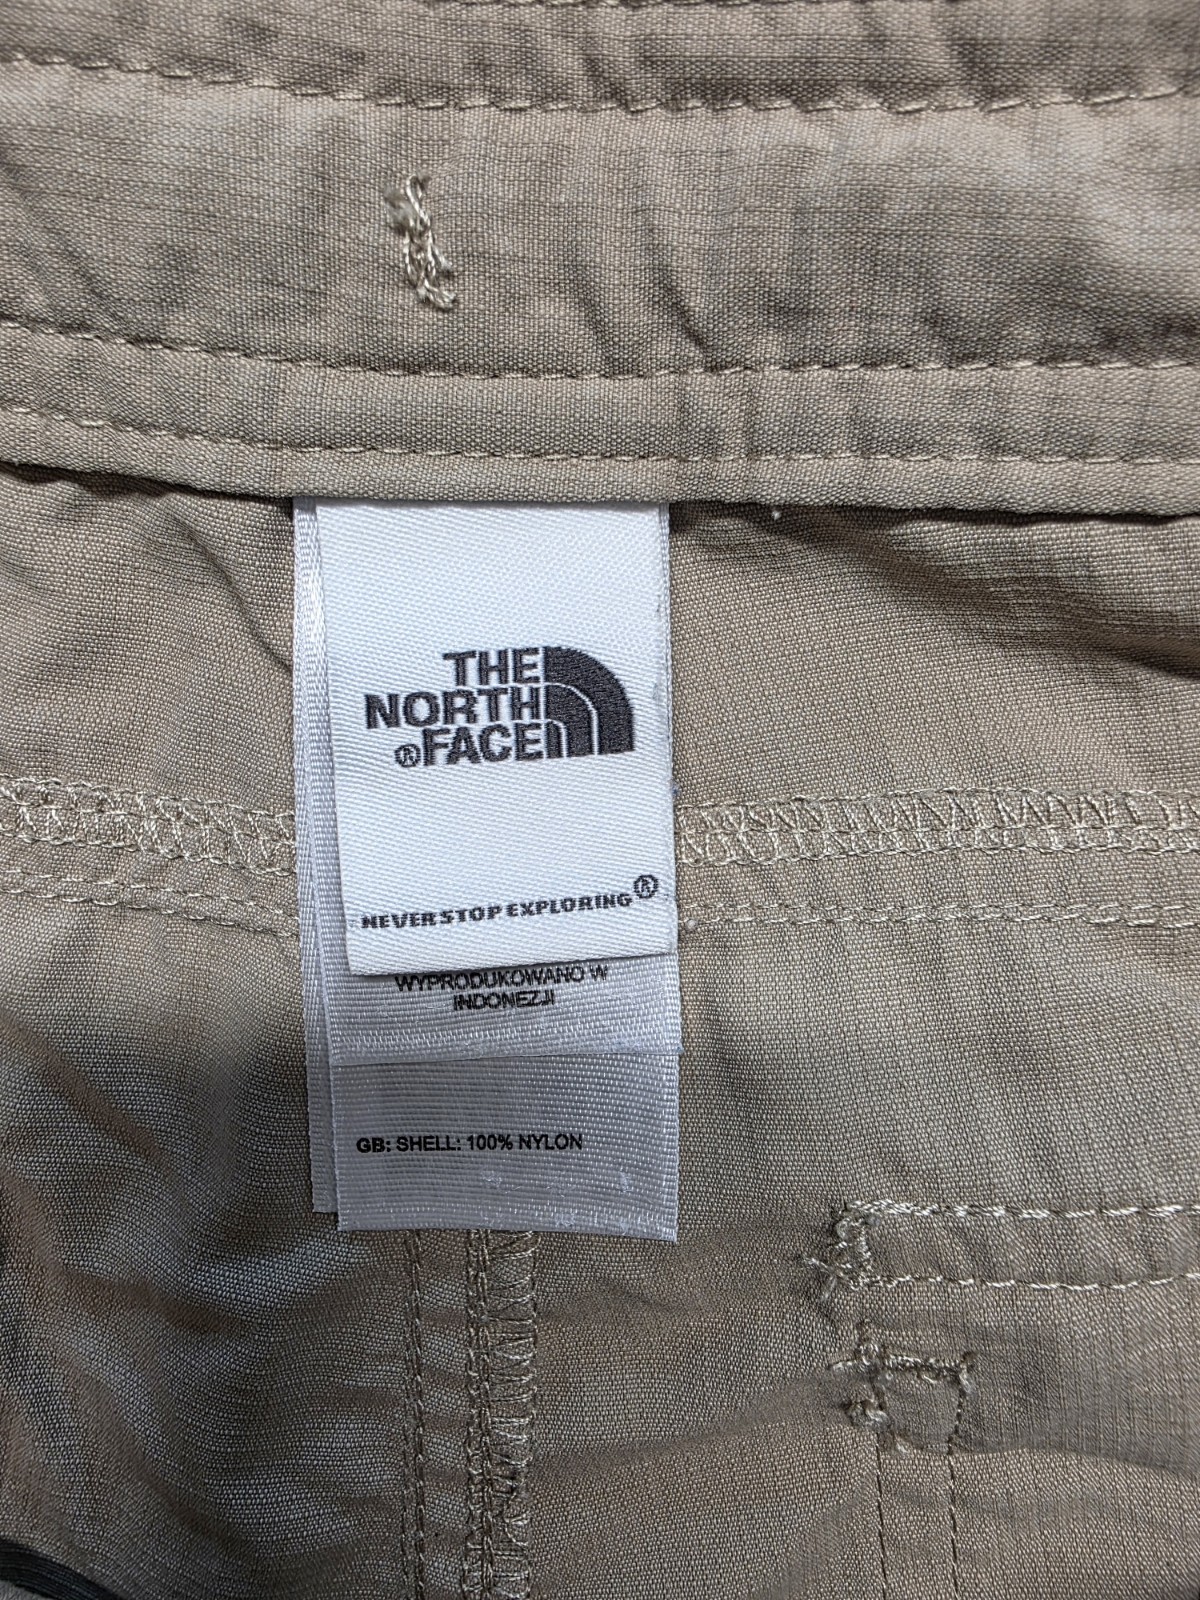 THE
NORTH
®FACE
NEVER STOP EXPLORING®
WYPRODUKOWANO W
INDONEZJI
GB: SHELL: 100% NYLON